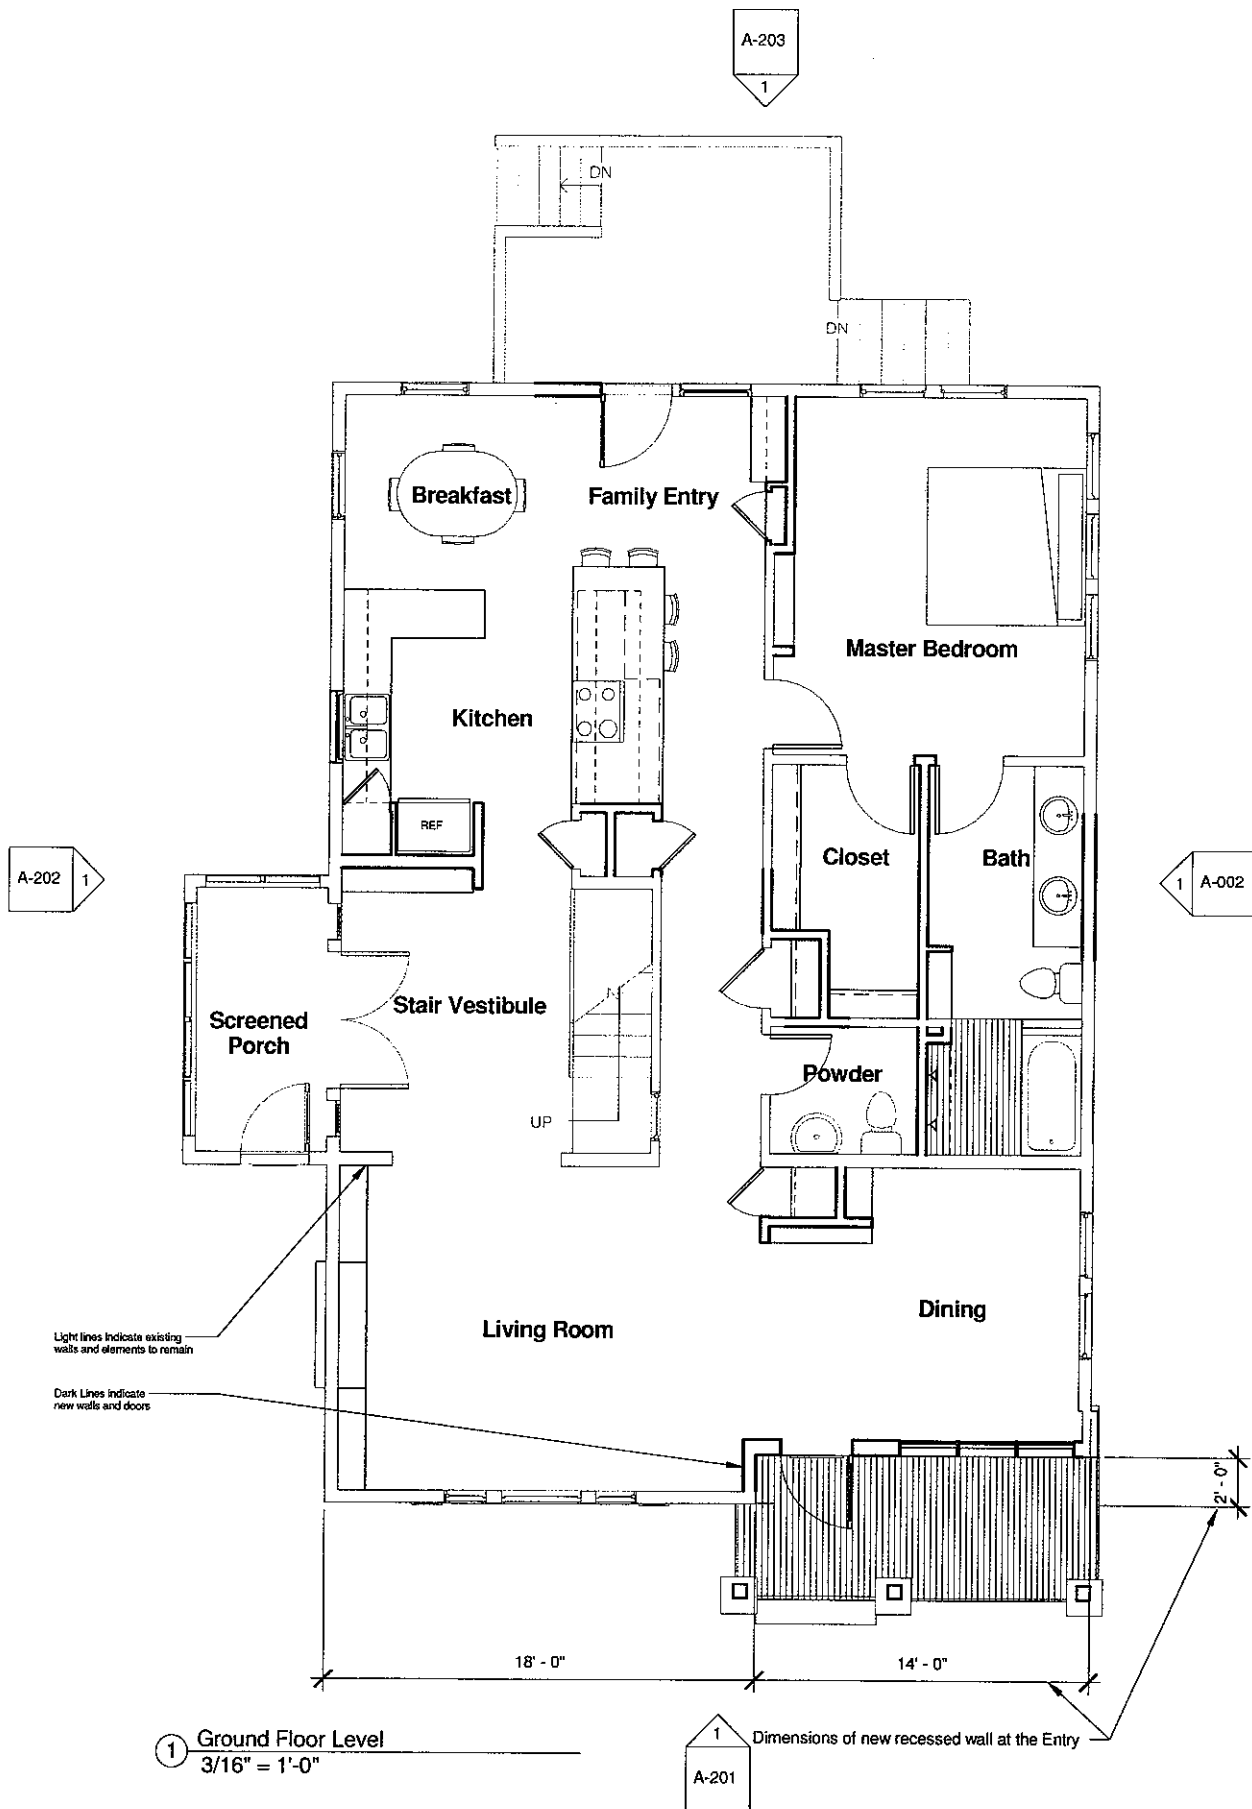 A-203
1
DN
DN
Breakfast
Family Entry
Master Bedroom
Kitchen
REF
Closet
Bath
A-202
1
1
A-002
Stair Vestibule
Screened
Porch
Powder
UP
Living Room
Dining
Light lines indicate existing
walls and elements to remain
Dark Lines indicate
new walls and doors
2' - 0"
18' - 0"
14' - 0"
1
Ground Floor Level
3/16" = 1'-0"
1
A-201
Dimensions of new recessed wall at the Entry